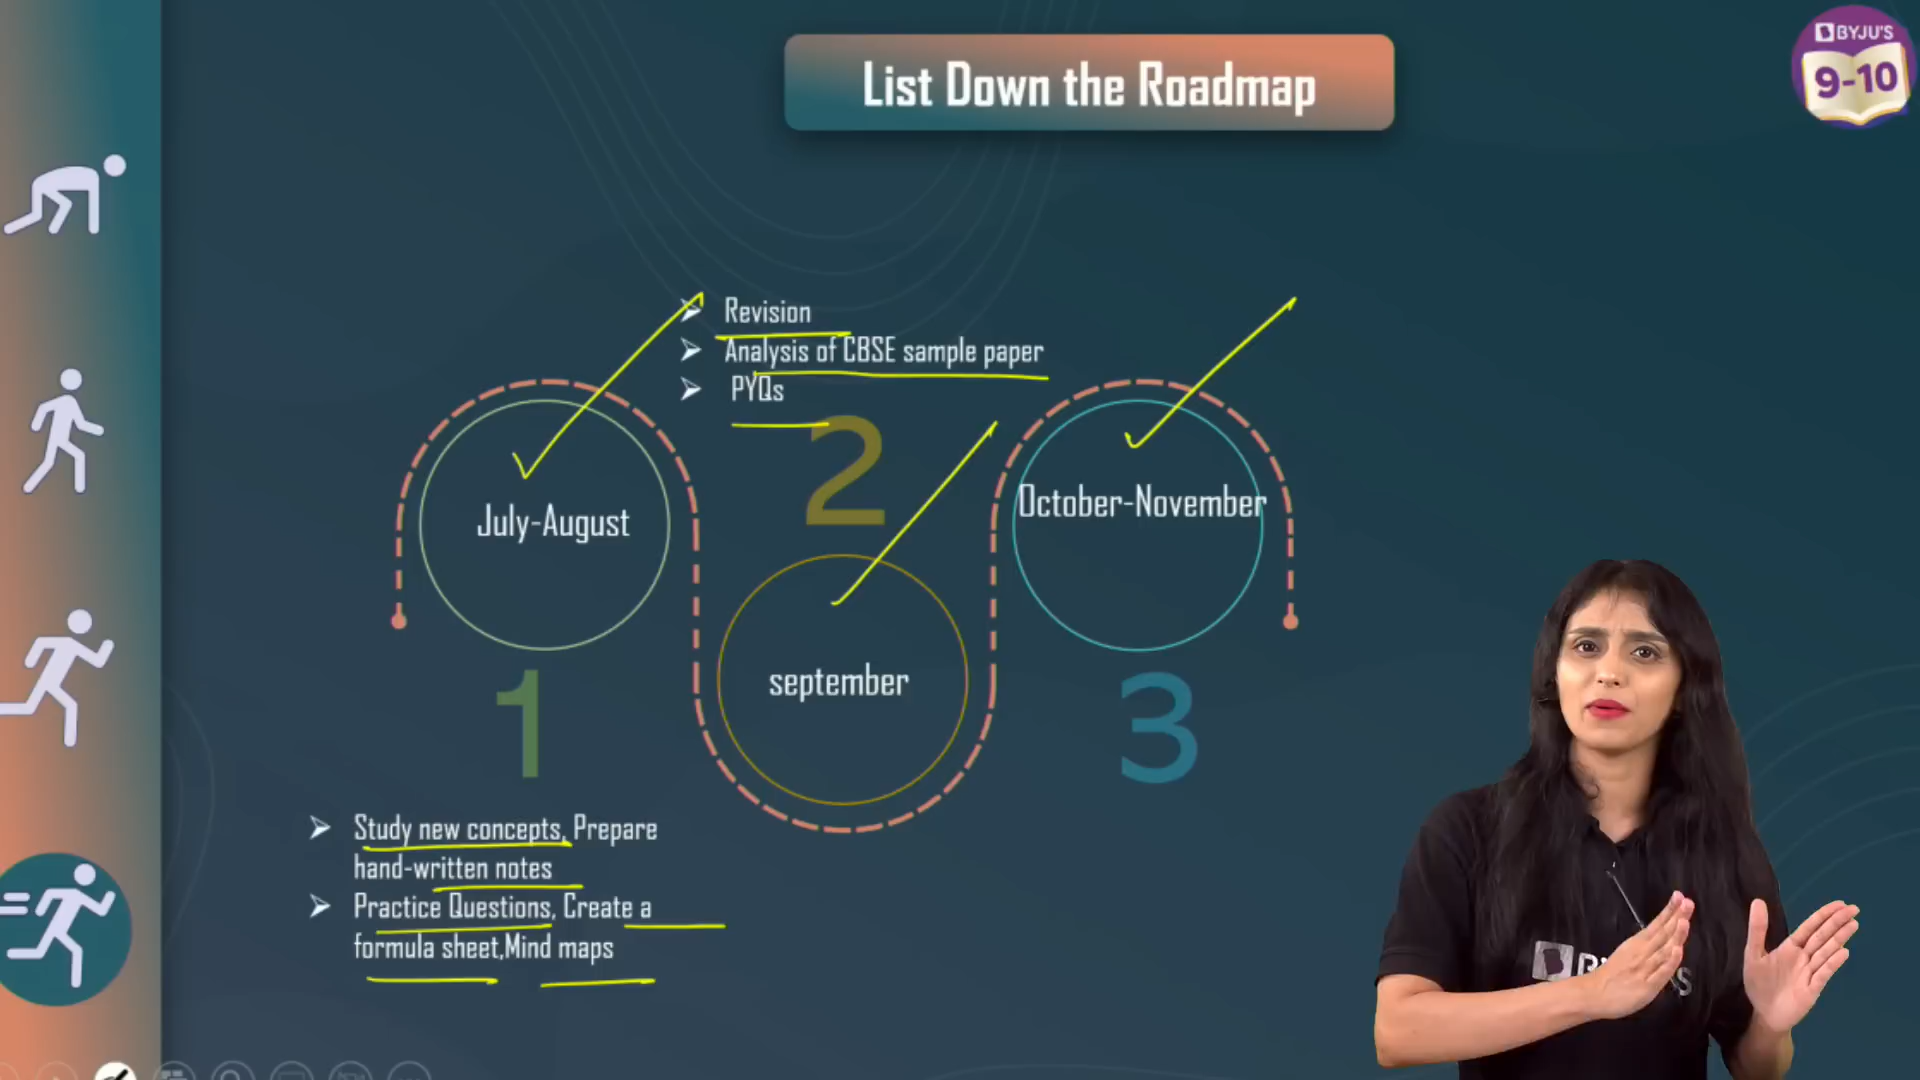 List Down the Roadmap
BYJU'S
9-10
➤ Revision
➤ Analysis of CBSE sample paper
➤ PYQs
2
July-August
October-November
september
1
3
➤ Study new concepts, Prepare
hand-written notes
➤ Practice Questions, Create a
formula sheet,Mind maps